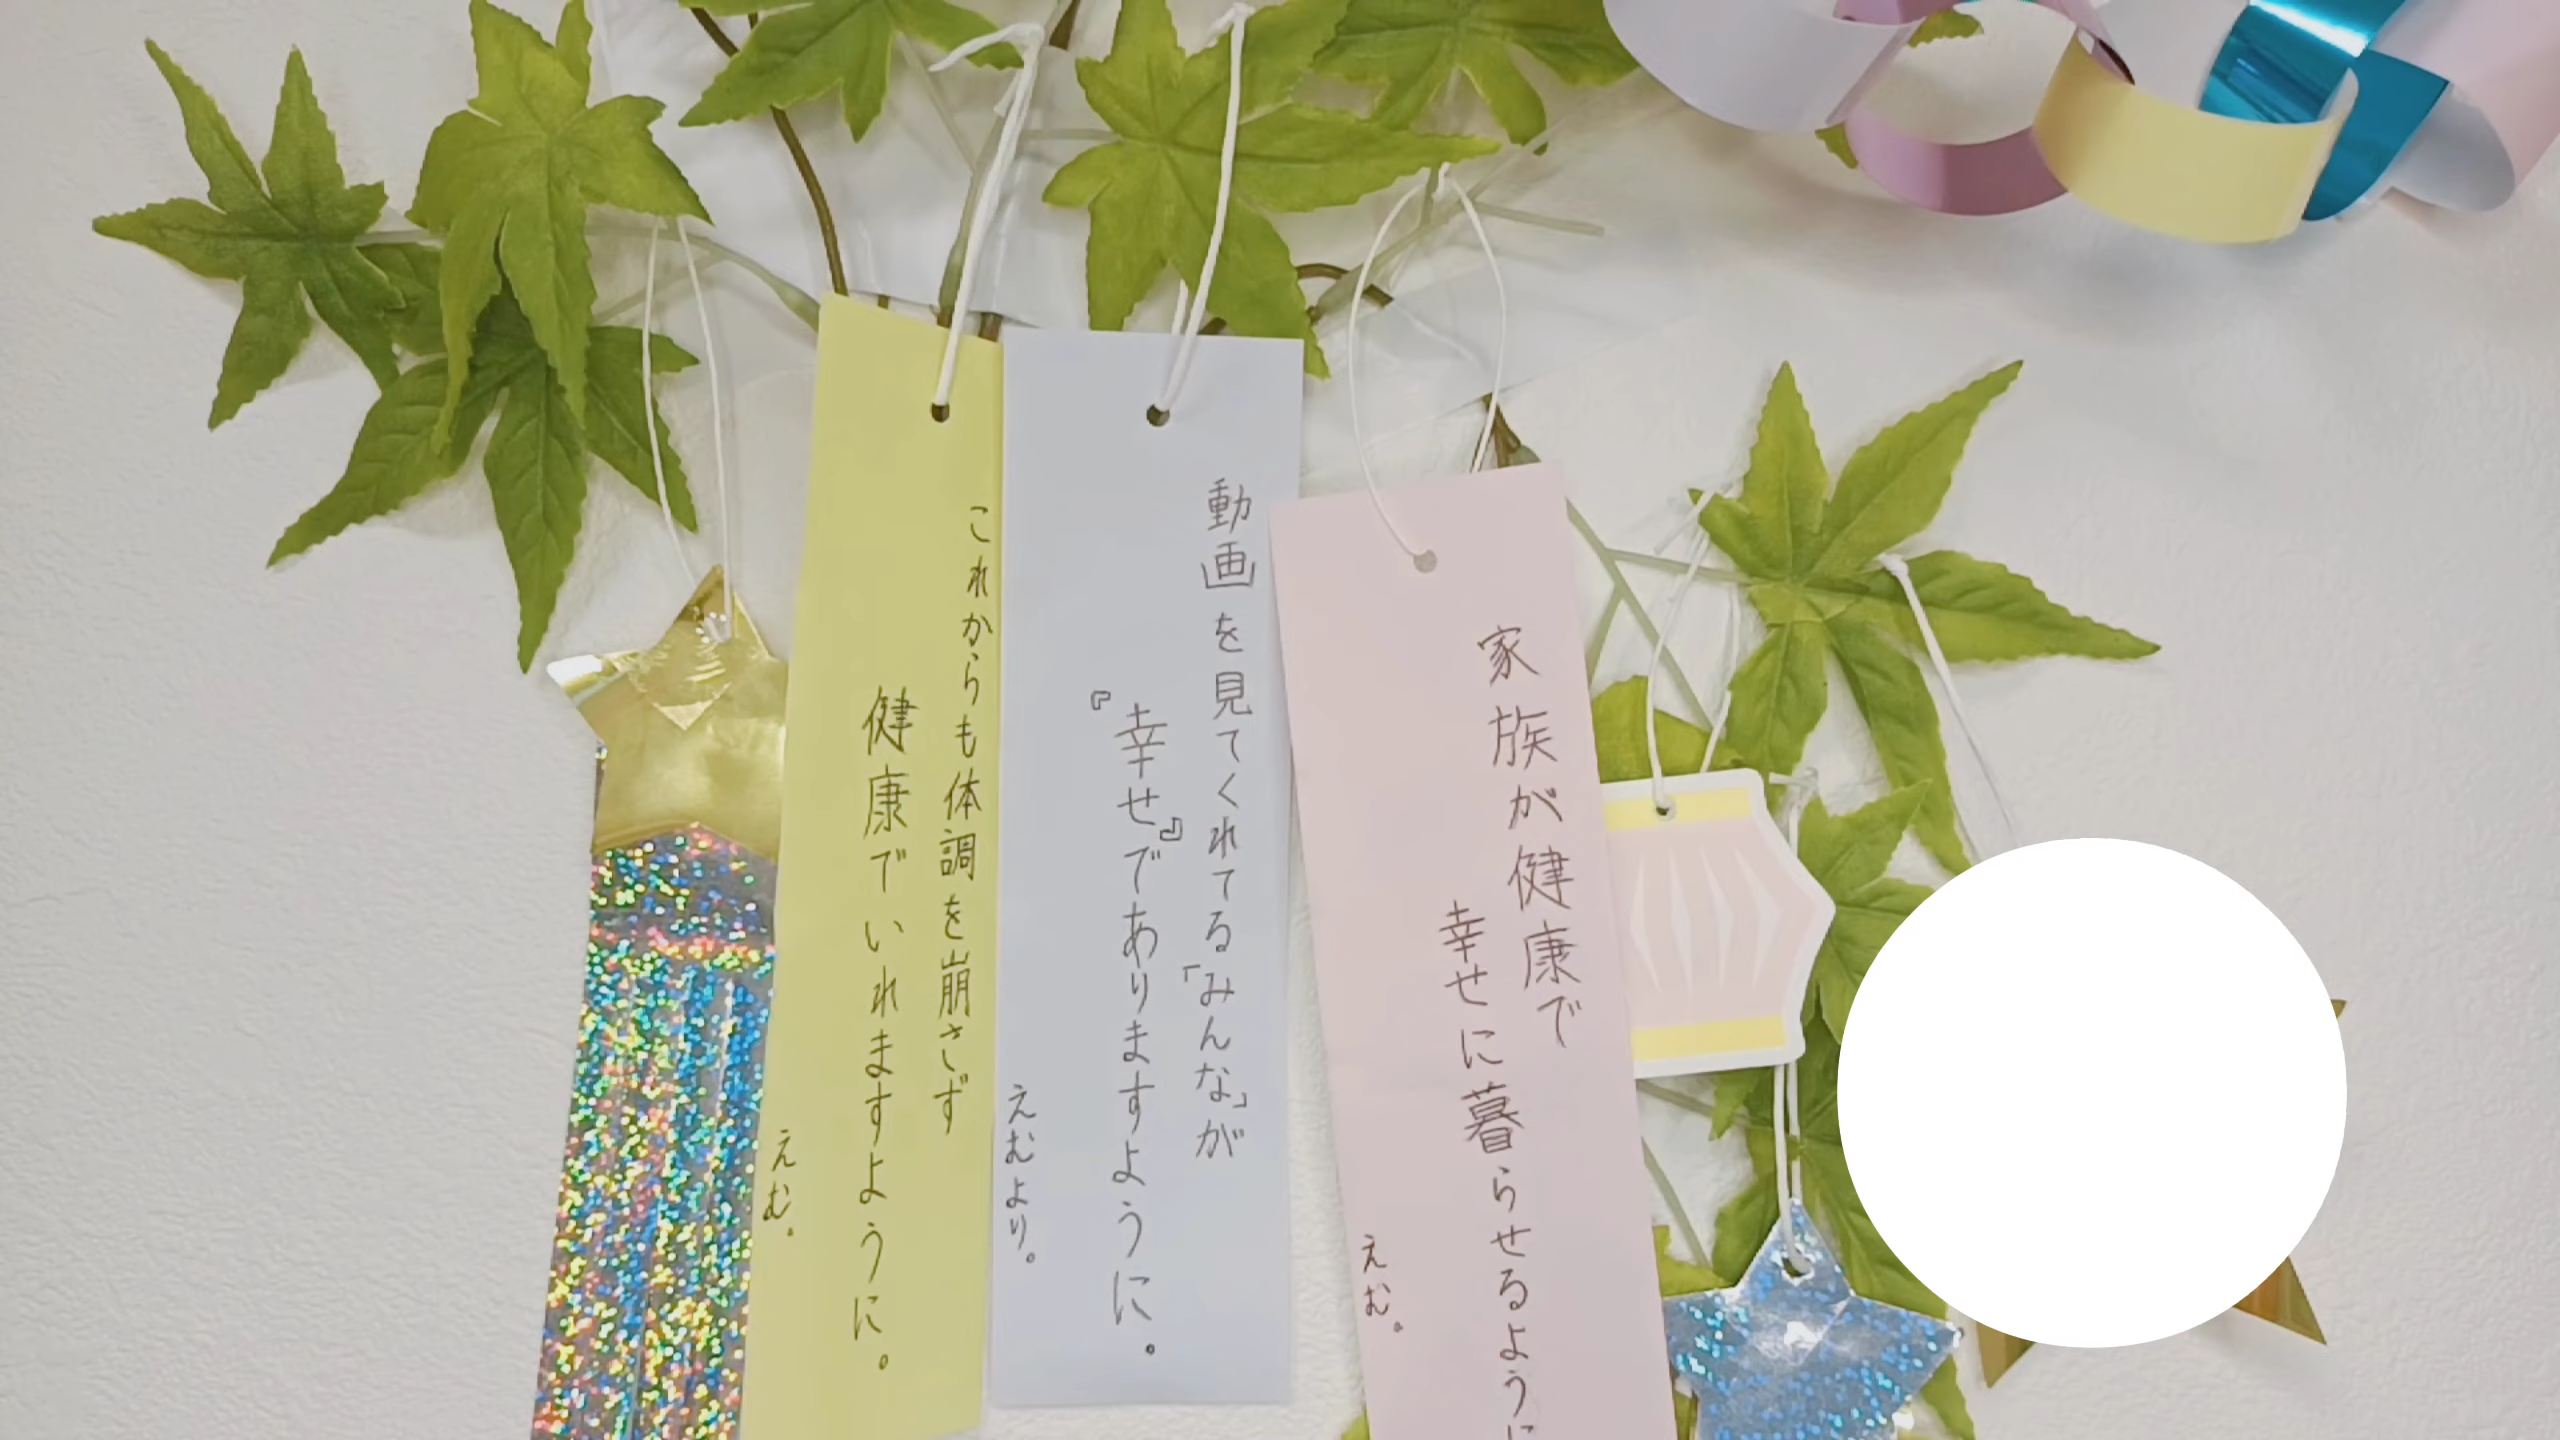 これからも体調を崩さず
健康でいれますように。
えむ。
動画を見てくれてる「みんな」が
『幸せ』でありますように。
えむより。
家族が健康で
幸せに暮らせるように
えむ。